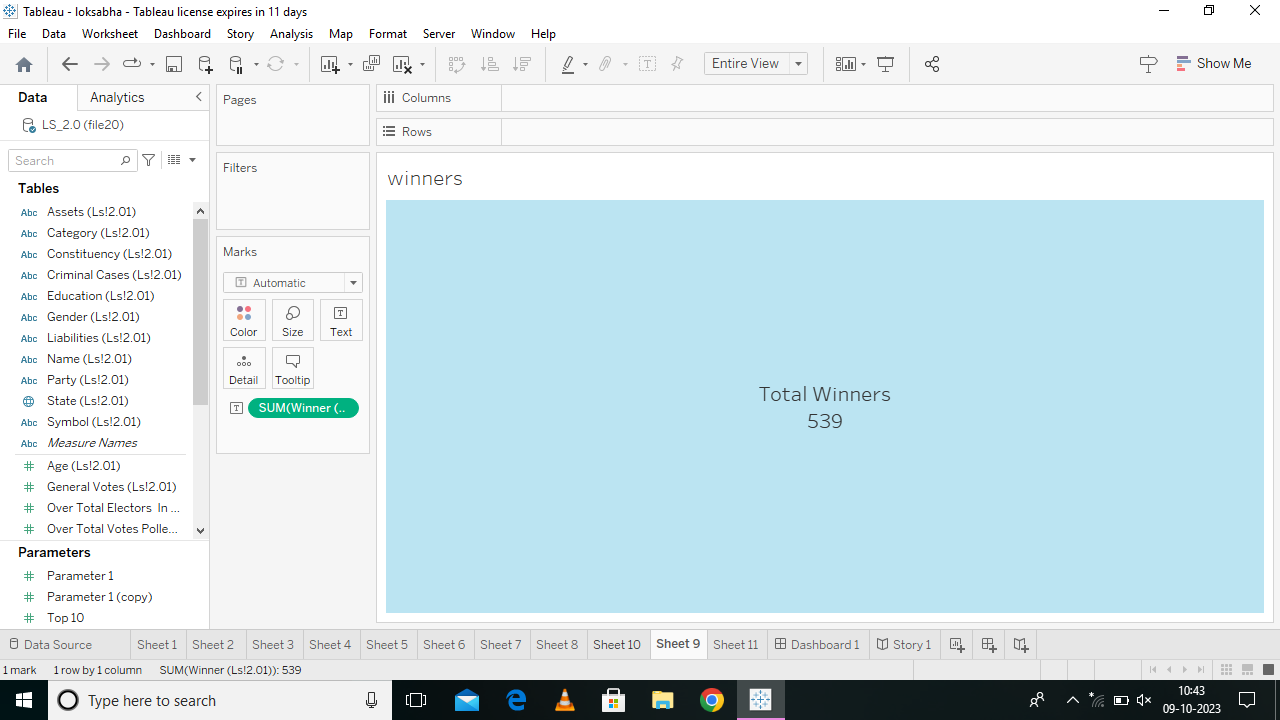 Tableau - loksabha - Tableau license expires in 11 days
File Data Worksheet Dashboard Story Analysis Map Format Server Window Help
Entire View
Show Me
Data Analytics
Pages
Columns
LS_2.0 (file20)
Rows
Search
Filters
winners
Tables
Abc Assets (Ls!2.01)
Abc Category (Ls!2.01)
Abc Constituency (Ls!2.01)
Abc Criminal Cases (Ls!2.01)
Abc Education (Ls!2.01)
Abc Gender (Ls!2.01)
Abc Liabilities (Ls!2.01)
Abc Name (Ls!2.01)
Abc Party (Ls!2.01)
State (Ls!2.01)
Abc Symbol (Ls!2.01)
Abc Measure Names
# Age (Ls!2.01)
# General Votes (Ls!2.01)
# Over Total Electors In ...
# Over Total Votes Polle...
Parameters
# Parameter 1
# Parameter 1 (copy)
# Top 10
Marks
T Automatic
Color Size Text
Detail Tooltip
T SUM(Winner (..
Total Winners
539
Data Source Sheet 1 Sheet 2 Sheet 3 Sheet 4 Sheet 5 Sheet 6 Sheet 7 Sheet 8 Sheet 10 Sheet 9 Sheet 11 Dashboard 1 Story 1
1 mark 1 row by 1 column SUM(Winner (Ls!2.01)): 539
Type here to search
10:43
09-10-2023